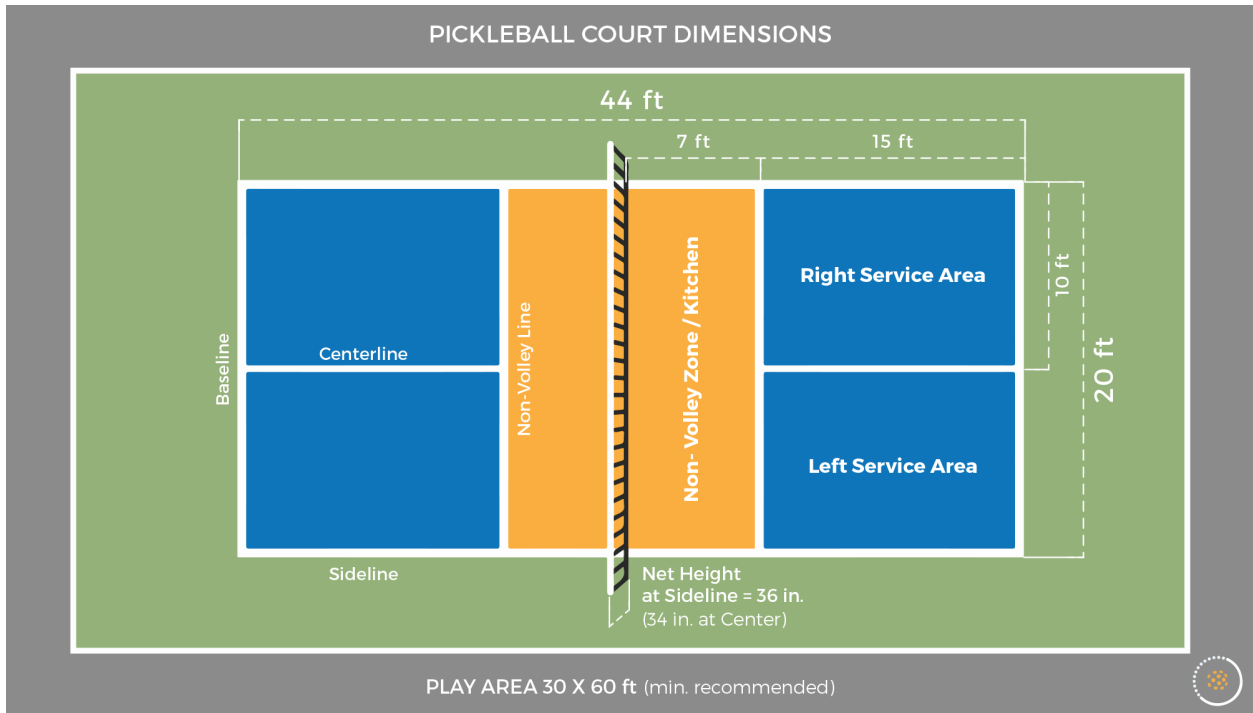 PICKLEBALL COURT DIMENSIONS
44 ft
7 ft
15 ft
Right Service Area
10 ft
20 ft
Non- Volley Zone / Kitchen
Non-Volley Line
Centerline
Baseline
Left Service Area
Sideline
Net Height
at Sideline = 36 in.
(34 in. at Center)
PLAY AREA 30 X 60 ft (min. recommended)